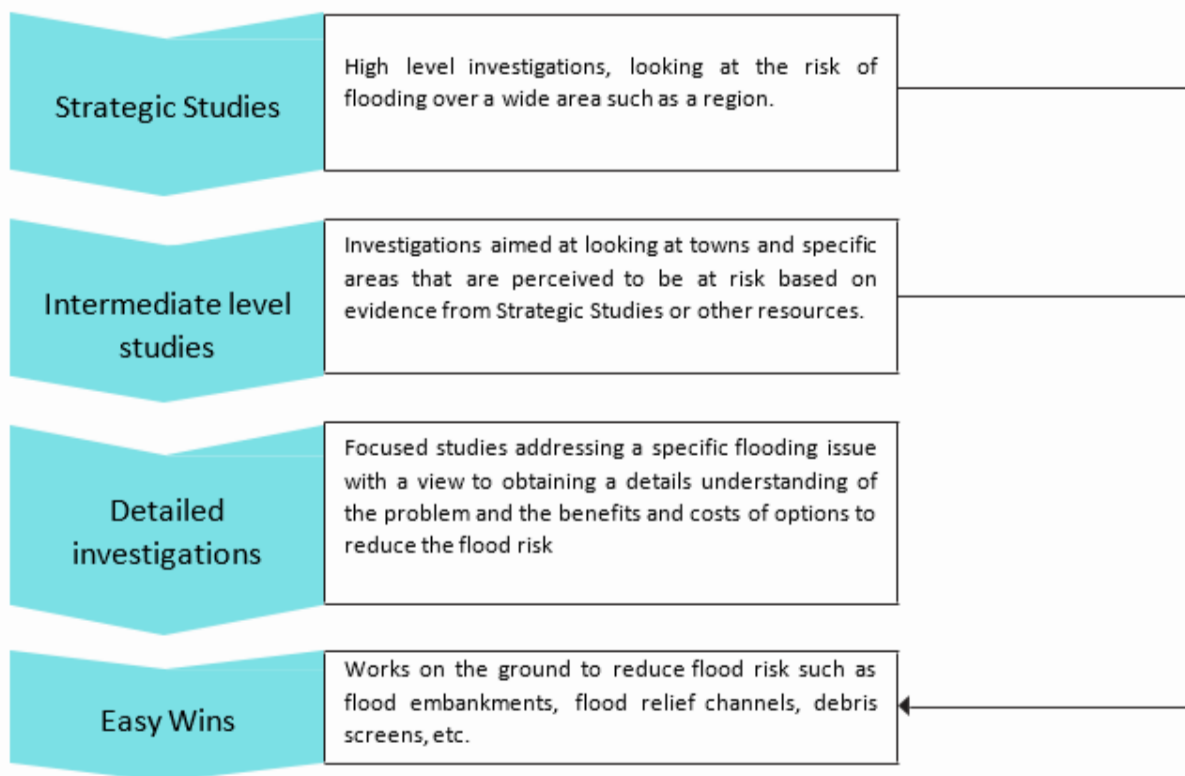 Strategic Studies
High level investigations, looking at the risk of
flooding over a wide area such as a region.
Intermediate level
studies
Investigations aimed at looking at towns and specific
areas that are perceived to be at risk based on
evidence from Strategic Studies or other resources.
Detailed
investigations
Focused studies addressing a specific flooding issue
with a view to obtaining a details understanding of
the problem and the benefits and costs of options to
reduce the flood risk
Easy Wins
Works on the ground to reduce flood risk such as
flood embankments, flood relief channels, debris
screens, etc.